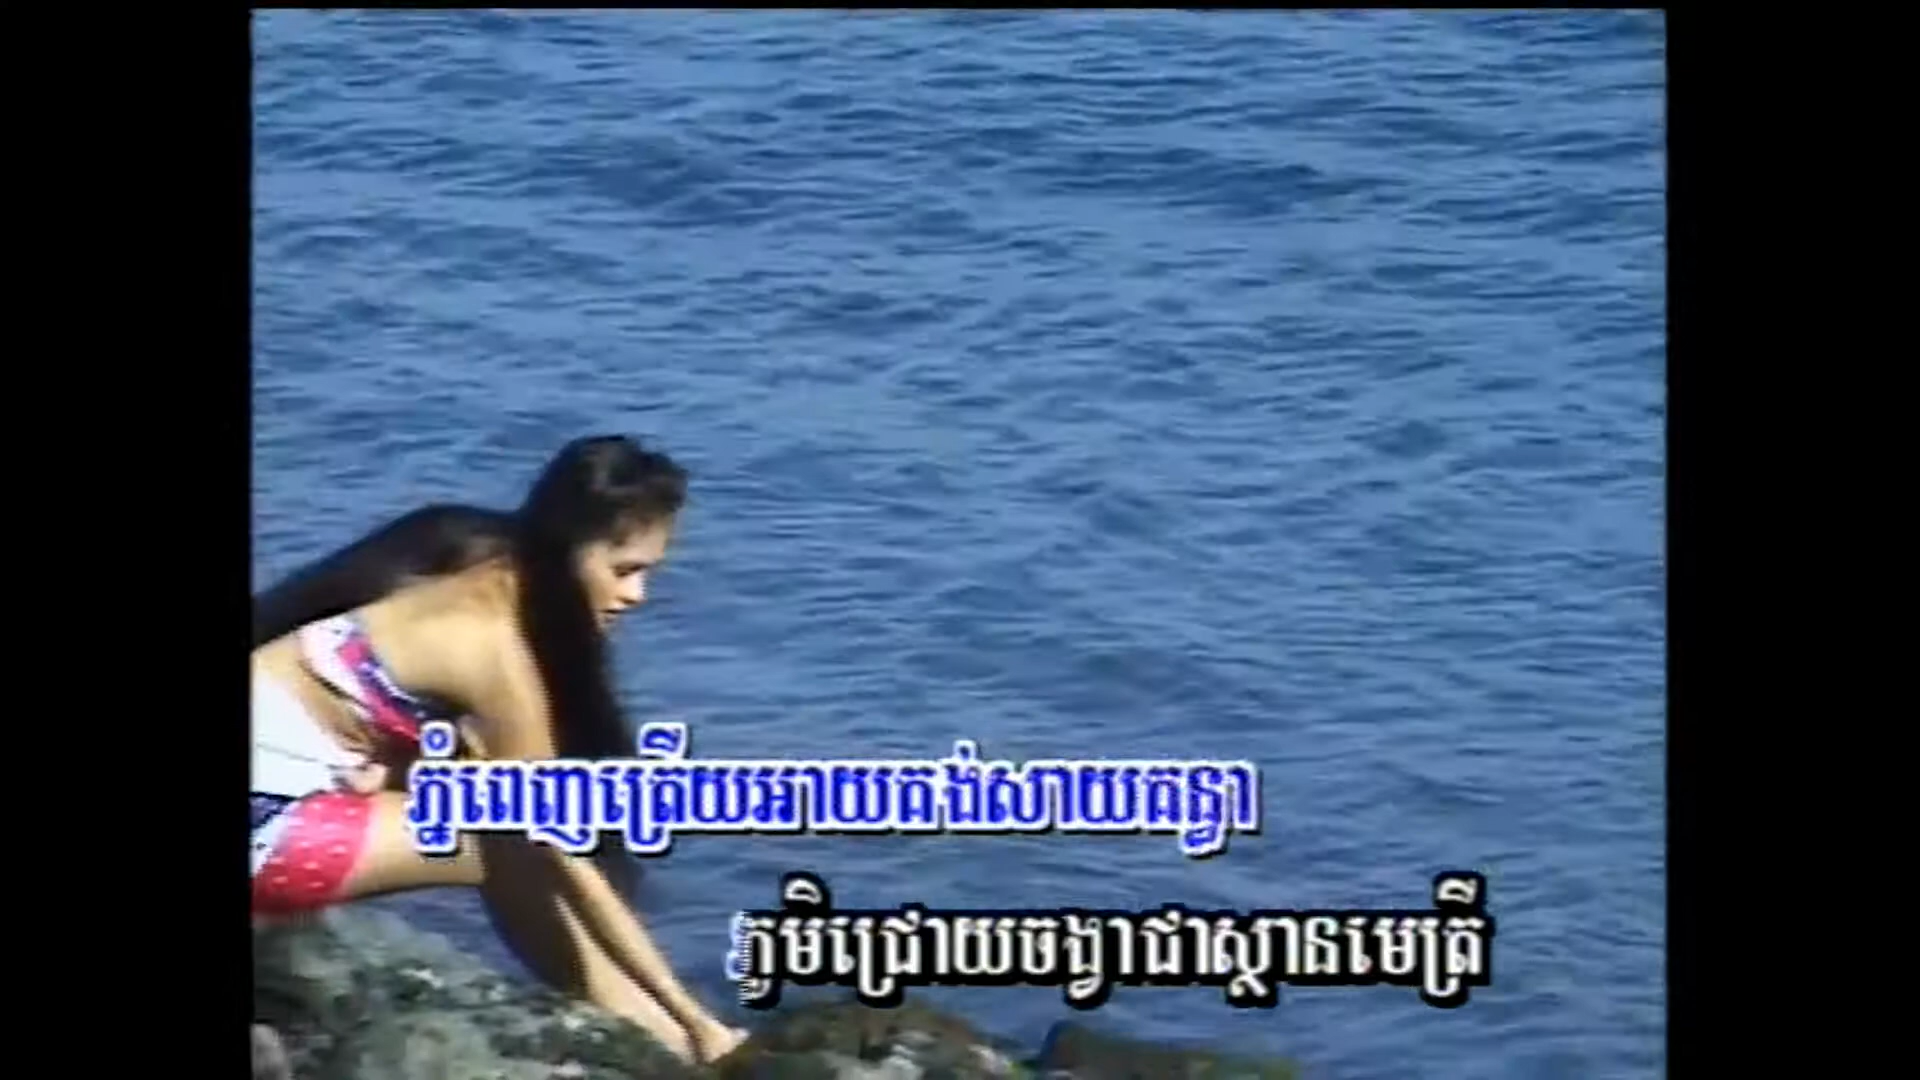 ភ្នំពេញត្រើយអាយគង់សាយគន្ធា
ភូមិជ្រោយចង្វាជាស្ថានមេត្រី